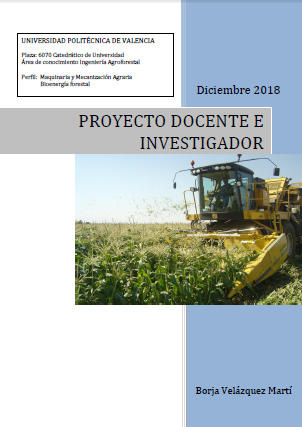 UNIVERSIDAD POLITÉCNICA DE VALENCIA
Plaza: 6070 Catedrático de Universidad
Área de conocimiento Ingeniería Agroforestal
Perfil: Maquinaria y Mecanización Agraria
Bioenergía forestal
Diciembre 2018
PROYECTO DOCENTE E
INVESTIGADOR
Borja Velázquez Martí